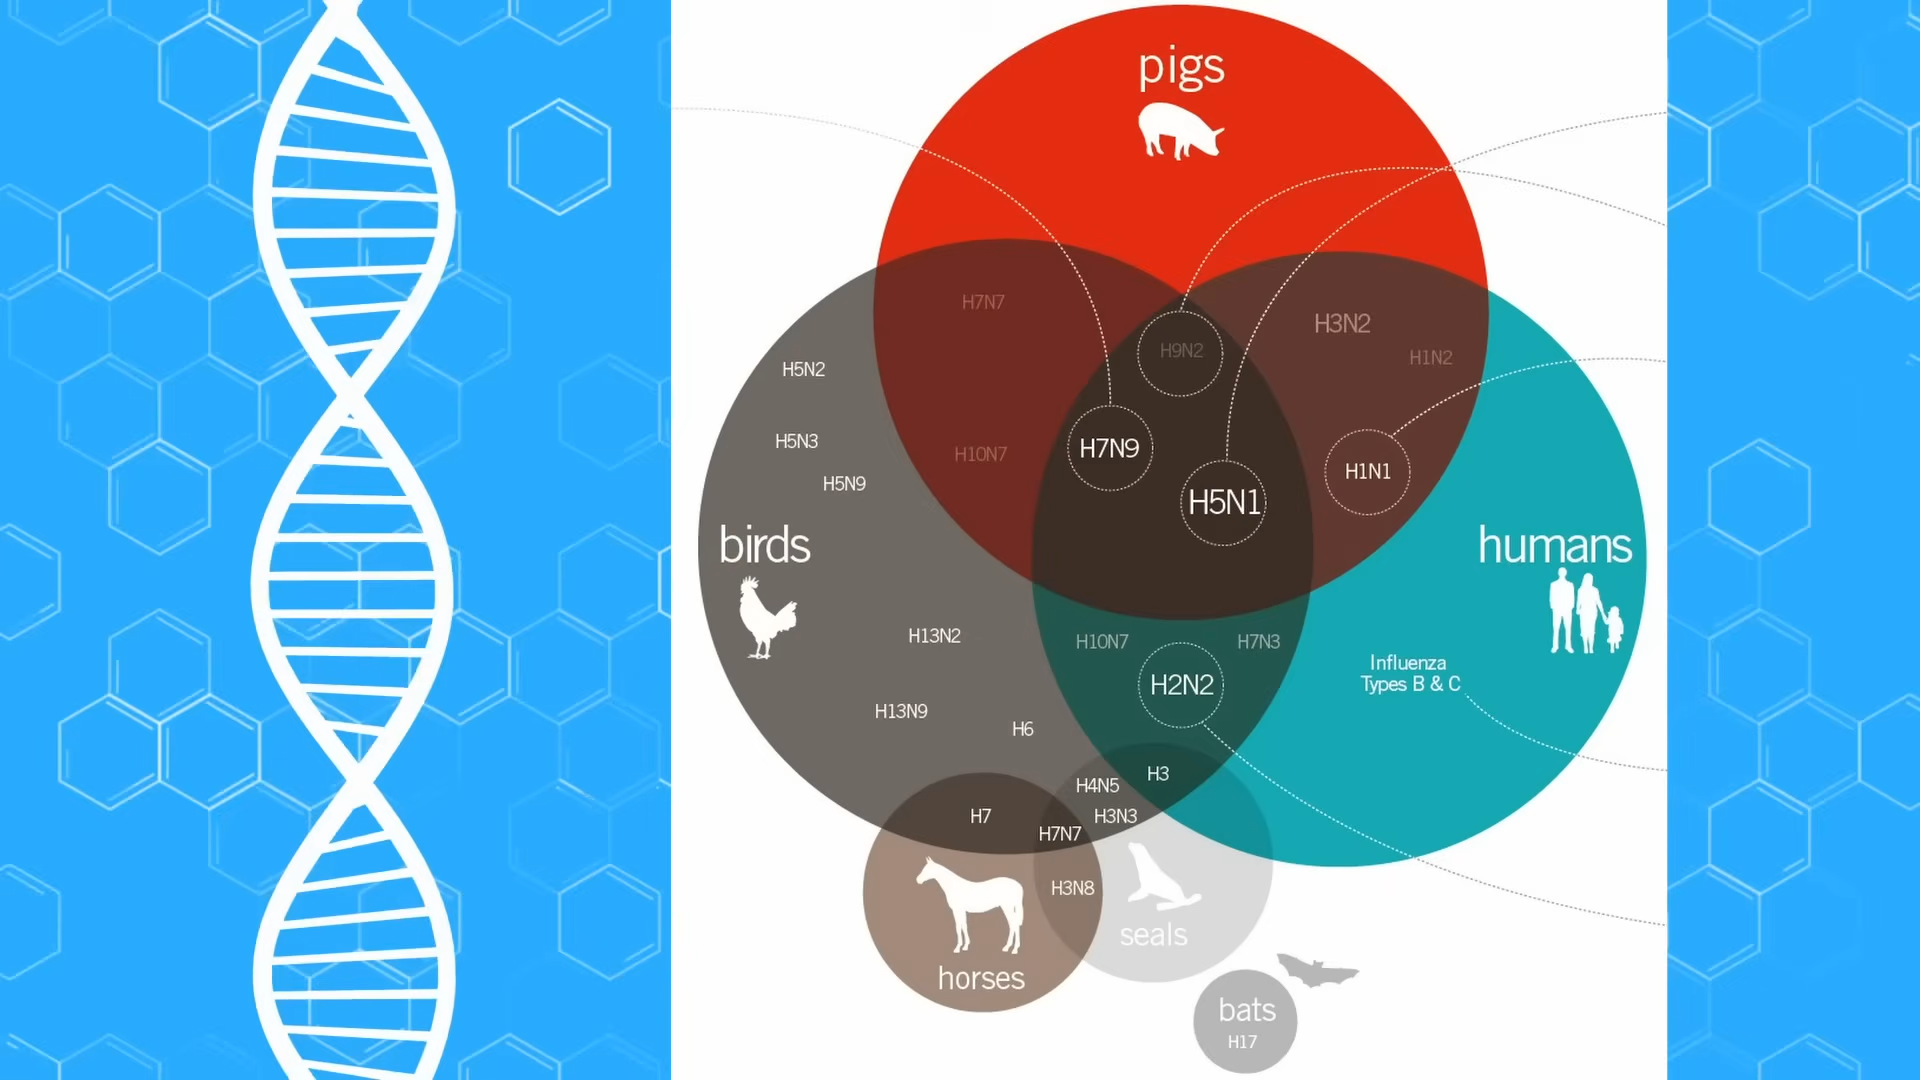 pigs
H7N7
H3N2
H9N2
H1N2
H5N2
H5N3
H7N9
H10N7
H1N1
H5N9
H5N1
birds
humans
H13N2
H10N7
H7N3
Influenza
Types B & C
H2N2
H13N9
H6
H3
H4N5
H7
H3N3
H7N7
H3N8
seals
horses
bats
H17